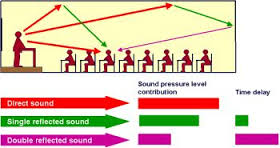 Sound pressure level
contribution
Time delay
Direct sound
Single reflected sound
Double reflected sound